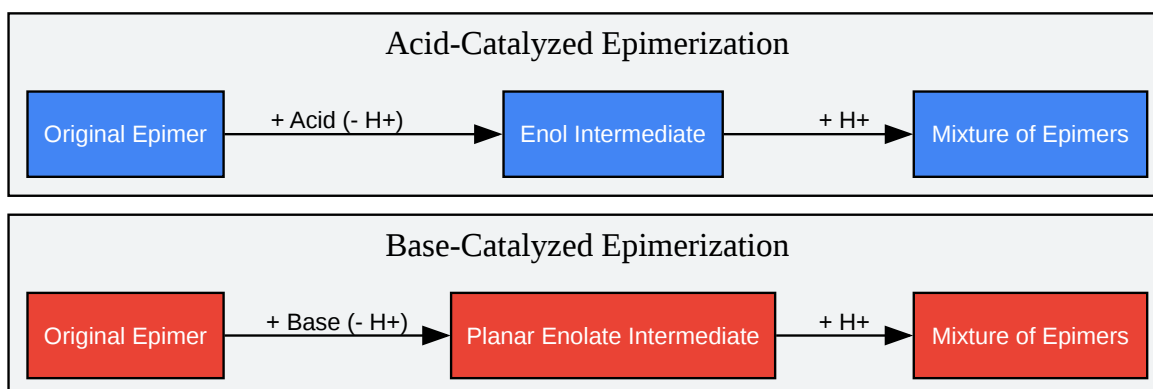 Acid-Catalyzed Epimerization
Original Epimer
+ Acid (- H+)
Enol Intermediate
+ H+
Mixture of Epimers
Base-Catalyzed Epimerization
Original Epimer
+ Base (- H+)
Planar Enolate Intermediate
+ H+
Mixture of Epimers